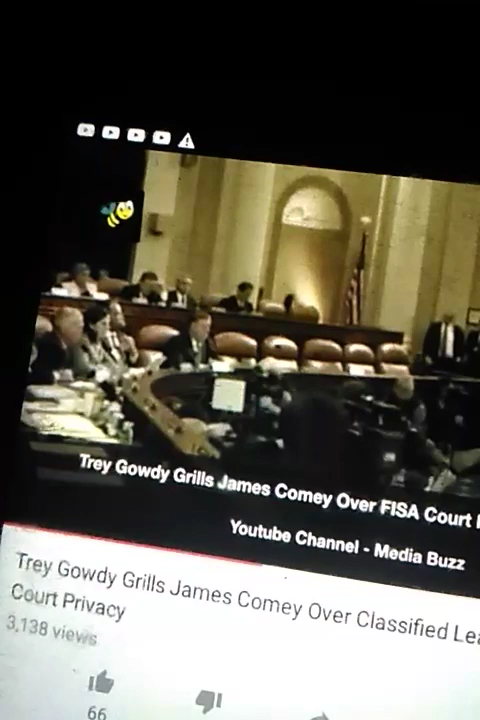 Trey Gowdy Grills James Comey Over FISA Court
Youtube Channel - Media Buzz
Trey Gowdy Grills James Comey Over Classified Lea
Court Privacy
3,138 views
66